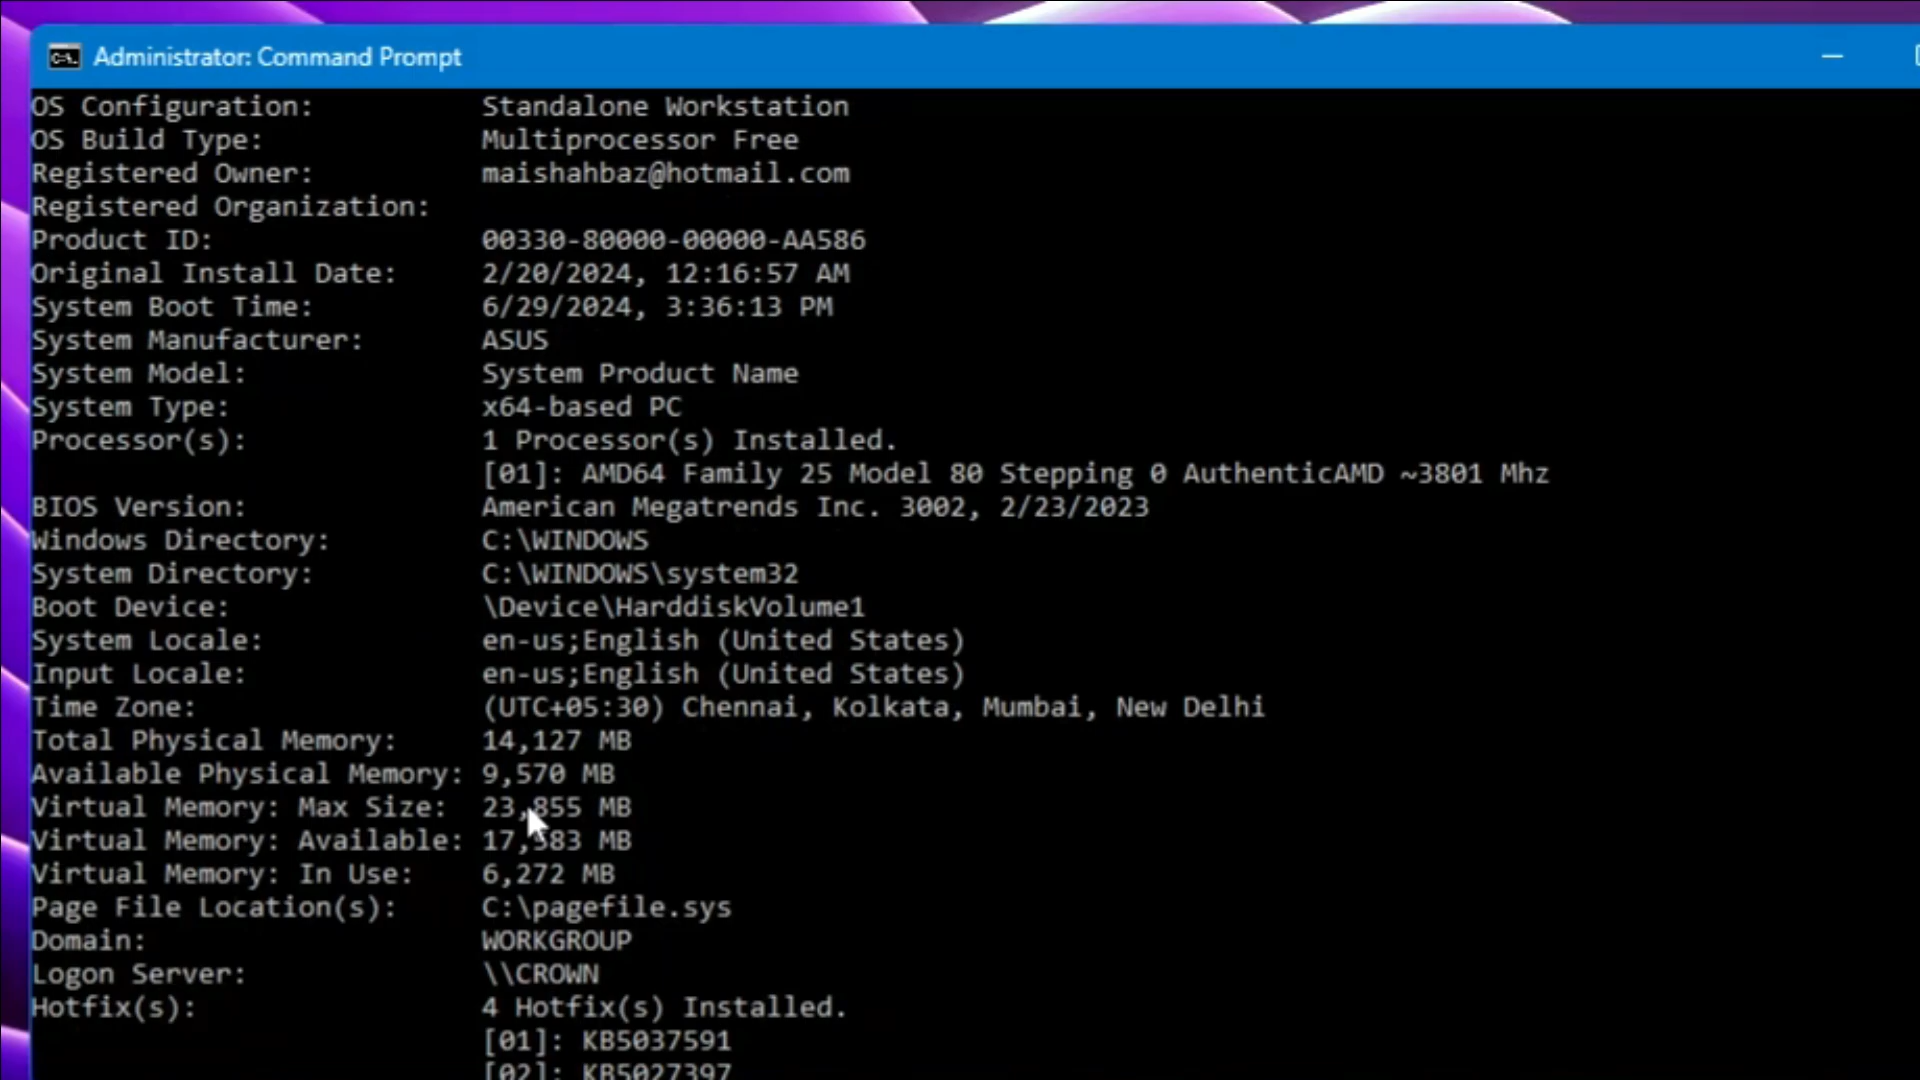 Administrator: Command Prompt
OS Configuration: Standalone Workstation
OS Build Type: Multiprocessor Free
Registered Owner: maishahbaz@hotmail.com
Registered Organization:
Product ID: 00330-80000-00000-AA586
Original Install Date: 2/20/2024, 12:16:57 AM
System Boot Time: 6/29/2024, 3:36:13 PM
System Manufacturer: ASUS
System Model: System Product Name
System Type: x64-based PC
Processor(s): 1 Processor(s) Installed.
[01]: AMD64 Family 25 Model 80 Stepping 0 AuthenticAMD ~3801 Mhz
BIOS Version: American Megatrends Inc. 3002, 2/23/2023
Windows Directory: C:\WINDOWS
System Directory: C:\WINDOWS\system32
Boot Device: \Device\HarddiskVolume1
System Locale: en-us;English (United States)
Input Locale: en-us;English (United States)
Time Zone: (UTC+05:30) Chennai, Kolkata, Mumbai, New Delhi
Total Physical Memory: 14,127 MB
Available Physical Memory: 9,570 MB
Virtual Memory: Max Size: 23,855 MB
Virtual Memory: Available: 17,583 MB
Virtual Memory: In Use: 6,272 MB
Page File Location(s): C:\pagefile.sys
Domain: WORKGROUP
Logon Server: \\CROWN
Hotfix(s): 4 Hotfix(s) Installed.
[01]: KB5037591
[02]: KB5027397